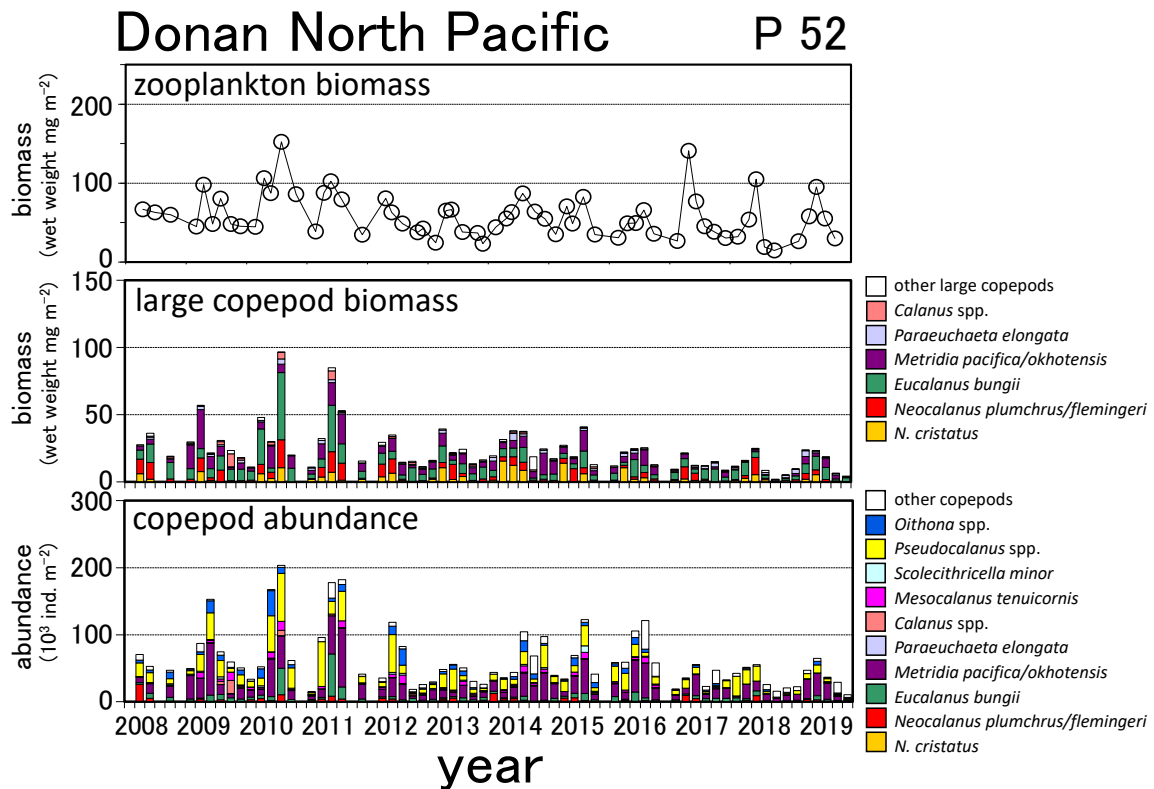 Donan North Pacific P 52
zooplankton biomass
biomass
(wet weight mg m⁻²)
200
100
0
large copepod biomass
biomass
(wet weight mg m⁻²)
150
100
50
0
other large copepods
Calanus spp.
Paraeuchaeta elongata
Metridia pacifica/okhotensis
Eucalanus bungii
Neocalanus plumchrus/flemingeri
N. cristatus
copepod abundance
abundance
(10³ ind. m⁻²)
300
200
100
0
other copepods
Oithona spp.
Pseudocalanus spp.
Scolecithricella minor
Mesocalanus tenuicornis
Calanus spp.
Paraeuchaeta elongata
Metridia pacifica/okhotensis
Eucalanus bungii
Neocalanus plumchrus/flemingeri
N. cristatus
2008 2009 2010 2011 2012 2013 2014 2015 2016 2017 2018 2019
year